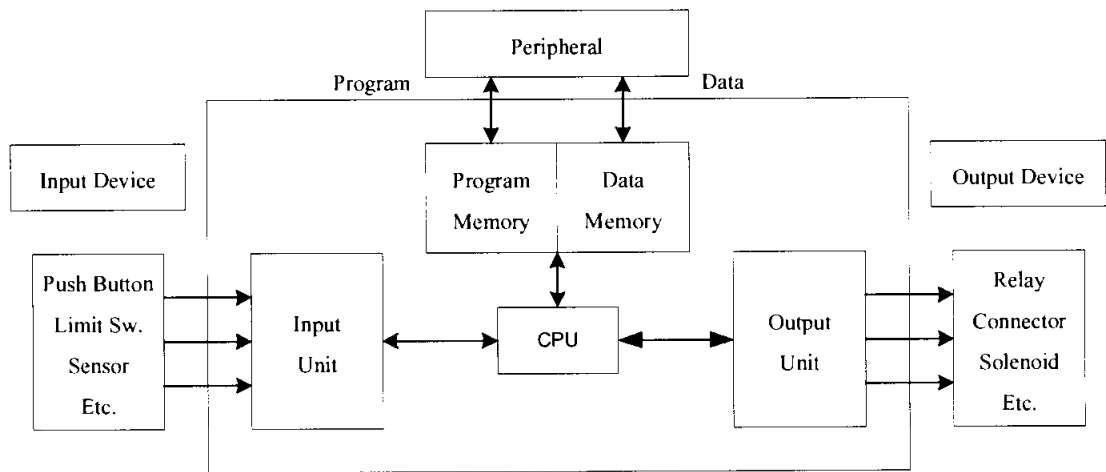 Peripheral
Program
Data
Input Device
Program
Memory
Data
Memory
Output Device
Push Button
Limit Sw.
Sensor
Etc.
Input
Unit
CPU
Output
Unit
Relay
Connector
Solenoid
Etc.